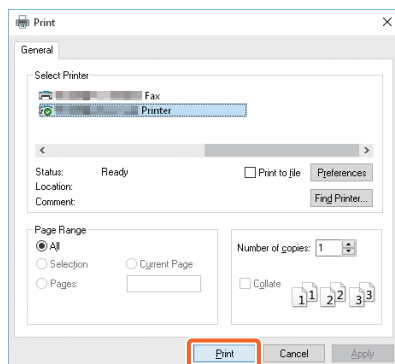 Print
General
Select Printer
Fax
Printer
Status: Ready
Print to file
Preferences
Location:
Comment:
Find Printer...
Page Range
All
Selection
Current Page
Pages:
Number of copies: 1
Collate
1 1 2 2 3 3
Print
Cancel
Apply